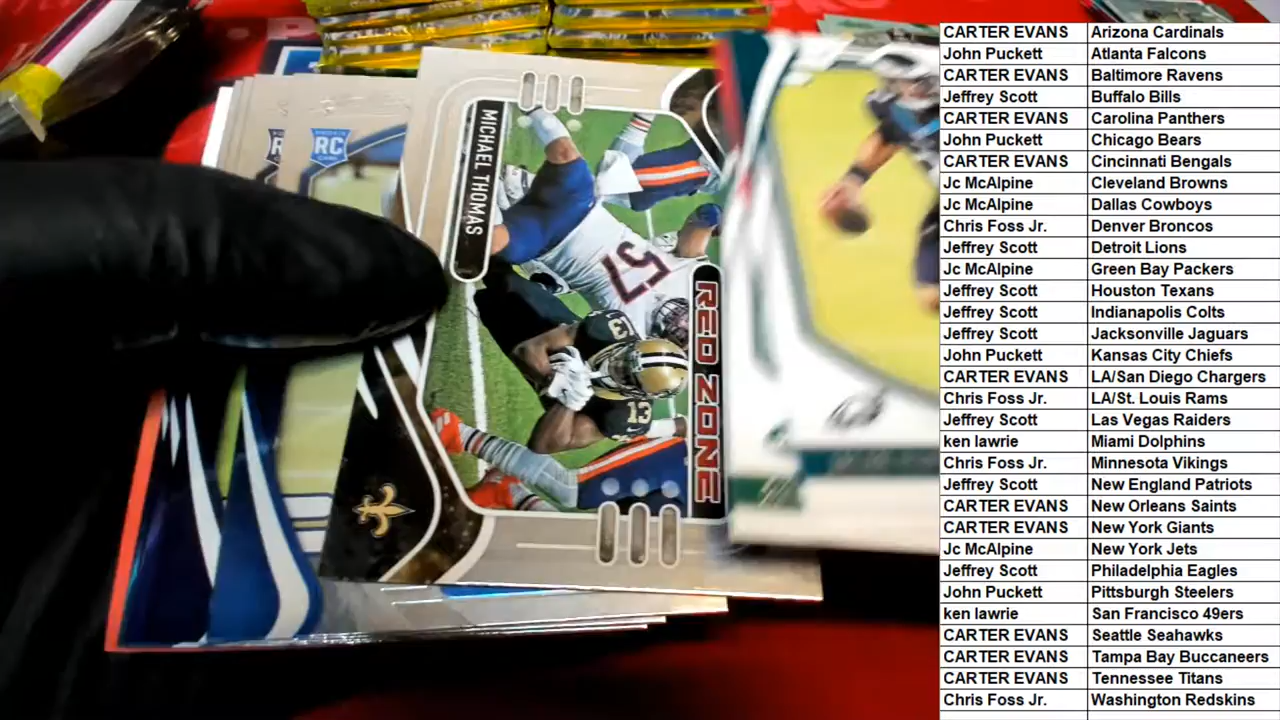 RC
MICHAEL THOMAS
57
13
13
RED ZONE
CARTER EVANS Arizona Cardinals
John Puckett Atlanta Falcons
CARTER EVANS Baltimore Ravens
Jeffrey Scott Buffalo Bills
CARTER EVANS Carolina Panthers
John Puckett Chicago Bears
CARTER EVANS Cincinnati Bengals
Jc McAlpine Cleveland Browns
Jc McAlpine Dallas Cowboys
Chris Foss Jr. Denver Broncos
Jeffrey Scott Detroit Lions
Jc McAlpine Green Bay Packers
Jeffrey Scott Houston Texans
Jeffrey Scott Indianapolis Colts
Jeffrey Scott Jacksonville Jaguars
John Puckett Kansas City Chiefs
CARTER EVANS LA/San Diego Chargers
Chris Foss Jr. LA/St. Louis Rams
Jeffrey Scott Las Vegas Raiders
ken lawrie Miami Dolphins
Chris Foss Jr. Minnesota Vikings
Jeffrey Scott New England Patriots
CARTER EVANS New Orleans Saints
CARTER EVANS New York Giants
Jc McAlpine New York Jets
Jeffrey Scott Philadelphia Eagles
John Puckett Pittsburgh Steelers
ken lawrie San Francisco 49ers
CARTER EVANS Seattle Seahawks
CARTER EVANS Tampa Bay Buccaneers
CARTER EVANS Tennessee Titans
Chris Foss Jr. Washington Redskins